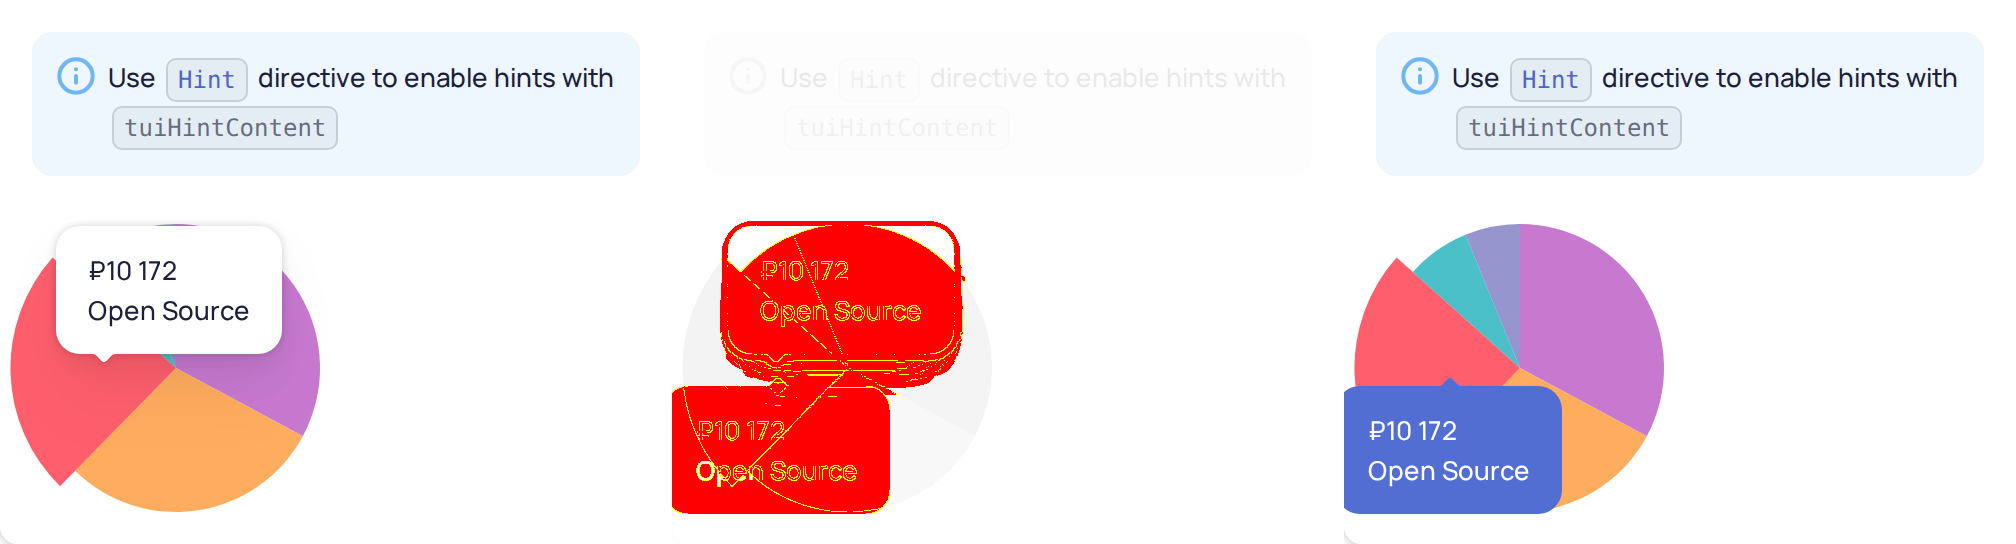 Use Hint directive to enable hints with
tuiHintContent
₽10 172
Open Source
Use Hint directive to enable hints with
tuiHintContent
₽10 172
Open Source
₽10 172
Open Source
Use Hint directive to enable hints with
tuiHintContent
₽10 172
Open Source